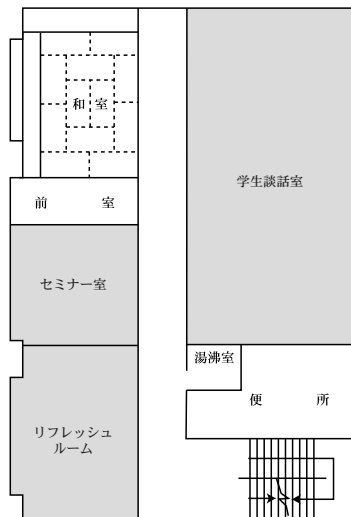 和室
学生談話室
前室
セミナー室
湯沸室
便所
リフレッシュ
ルーム